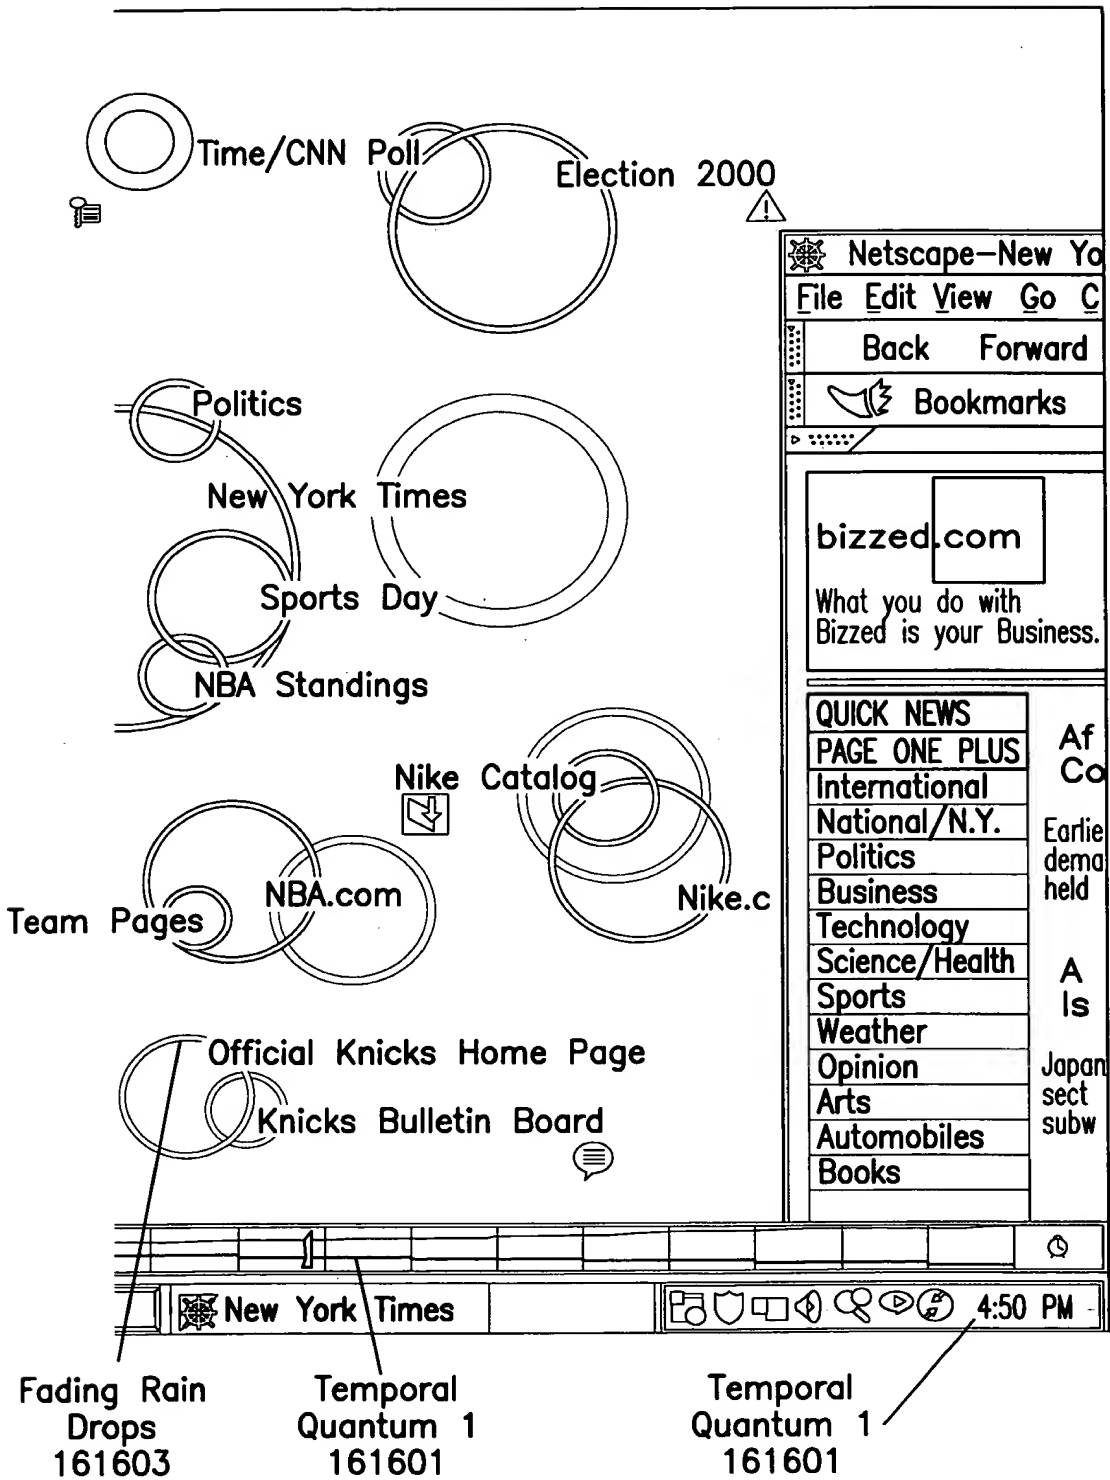 Time/CNN Poll
Election 2000
Netscape-New Yo
File Edit View Go C
Back Forward
Bookmarks
Politics
New York Times
Sports Day
NBA Standings
bizzed.com
What you do with
Bizzed is your Business.
Nike Catalog
NBA.com
Nike.c
Team Pages
Official Knicks Home Page
Knicks Bulletin Board
QUICK NEWS
PAGE ONE PLUS
International
National/N.Y.
Politics
Business
Technology
Science/Health
Sports
Weather
Opinion
Arts
Automobiles
Books
Af
Co
Earlie
dema
held
A
Is
Japan
sect
subw
New York Times
4:50 PM
Fading Rain
Drops
161603
Temporal
Quantum 1
161601
Temporal
Quantum 1
161601